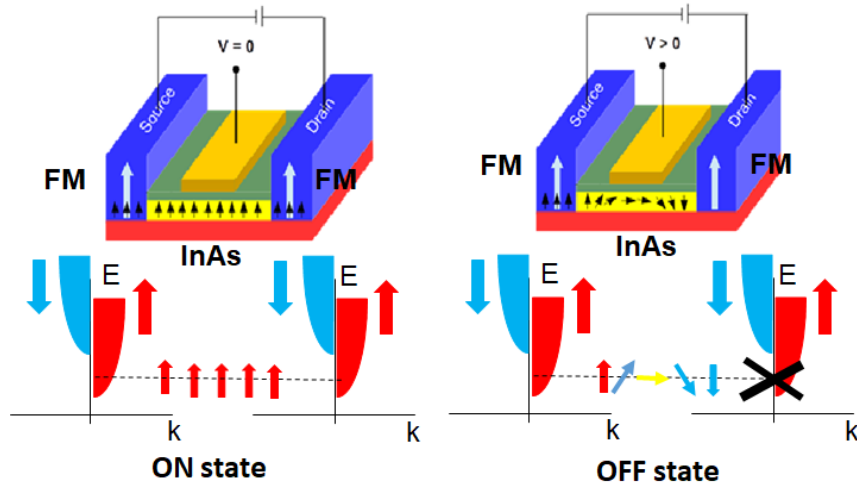 V = 0
Source
Drain
FM
FM
InAs
E
E
k
k
ON state
V > 0
Source
Drain
FM
FM
InAs
E
E
k
k
OFF state